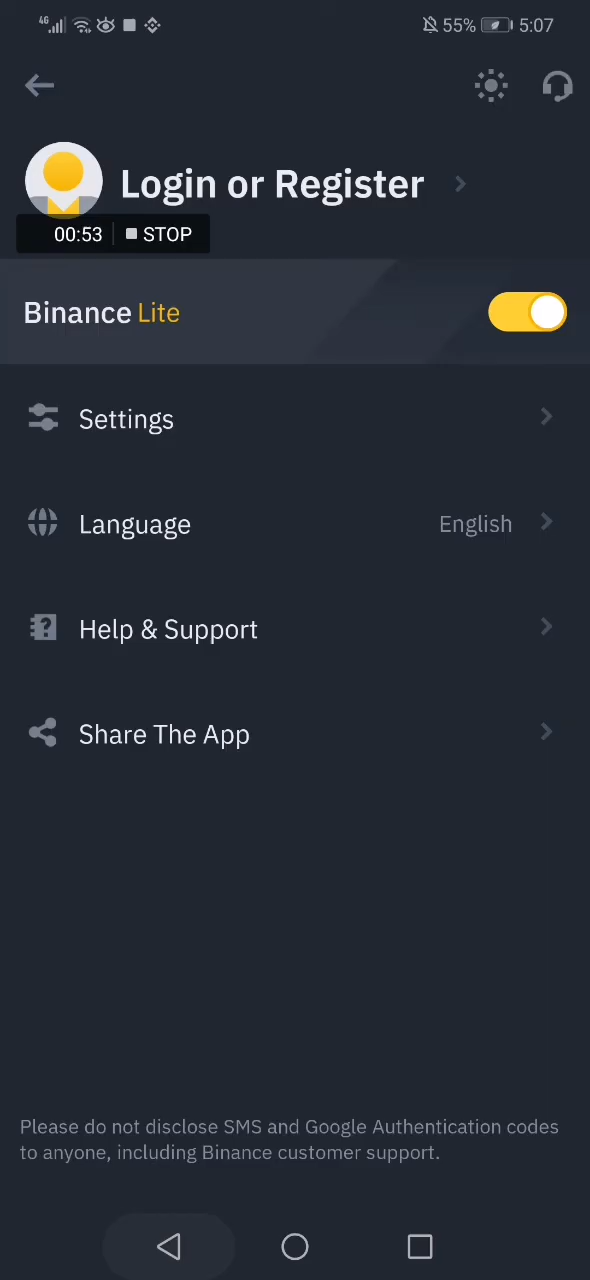 4G 55% 5:07
Login or Register
00:53 STOP
Binance Lite
Settings
Language English
Help & Support
Share The App
Please do not disclose SMS and Google Authentication codes
to anyone, including Binance customer support.